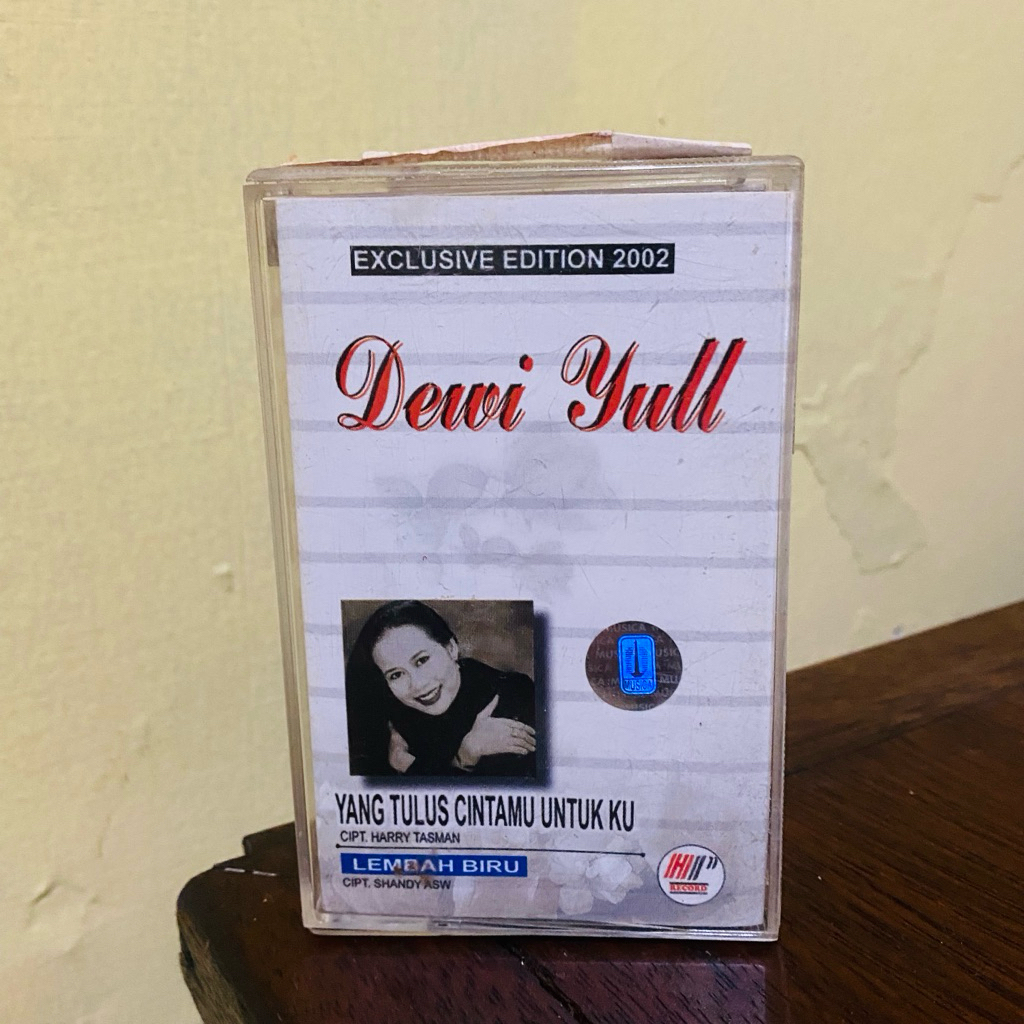 EXCLUSIVE EDITION 2002
Dewi Yull
MUSICA
YANG TULUS CINTAMU UNTUK KU
CIPT. HARRY TASMAN
LEMBAH BIRU
CIPT. SHANDY ASW
RECORD